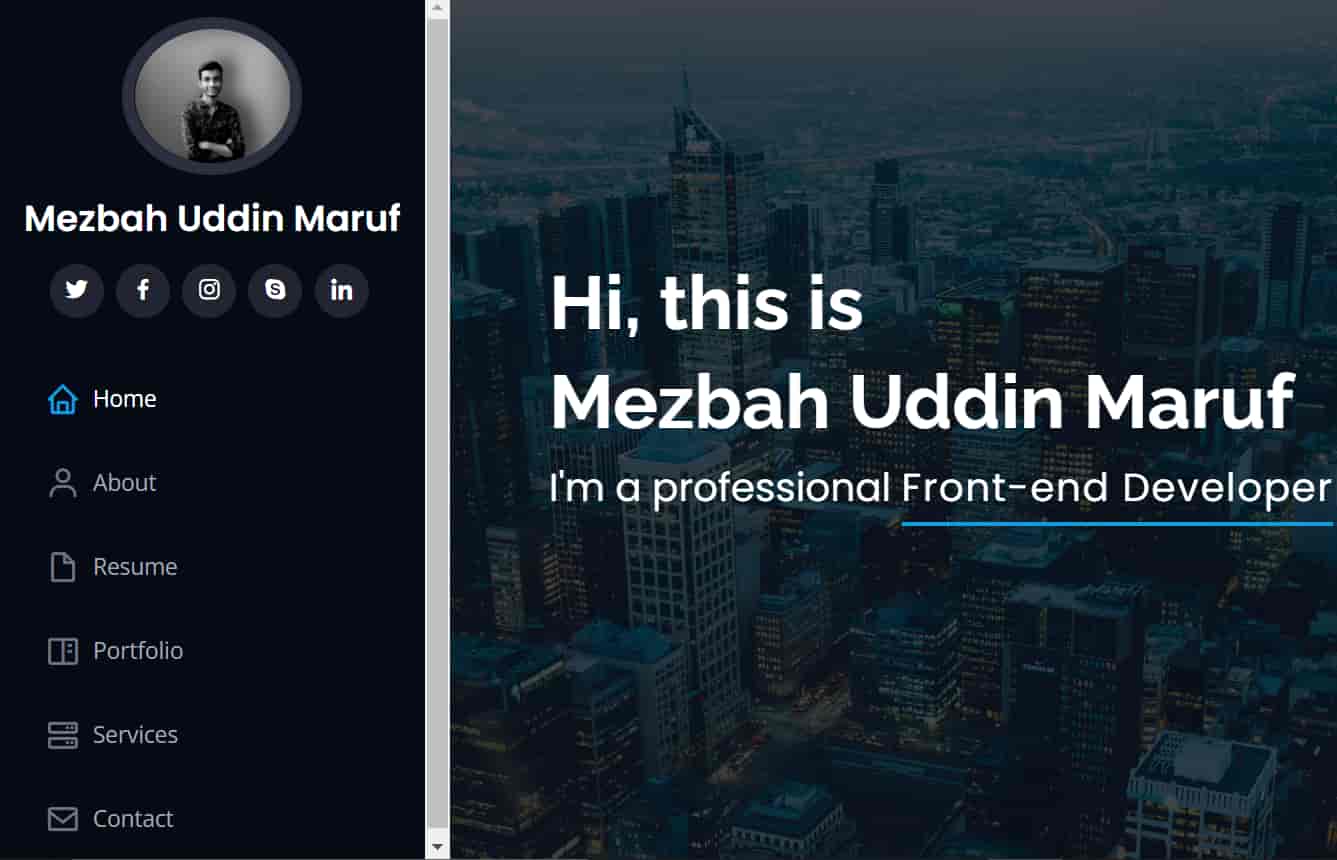 Mezbah Uddin Maruf
Home
About
Resume
Portfolio
Services
Contact
Hi, this is
Mezbah Uddin Maruf
I'm a professional Front-end Developer